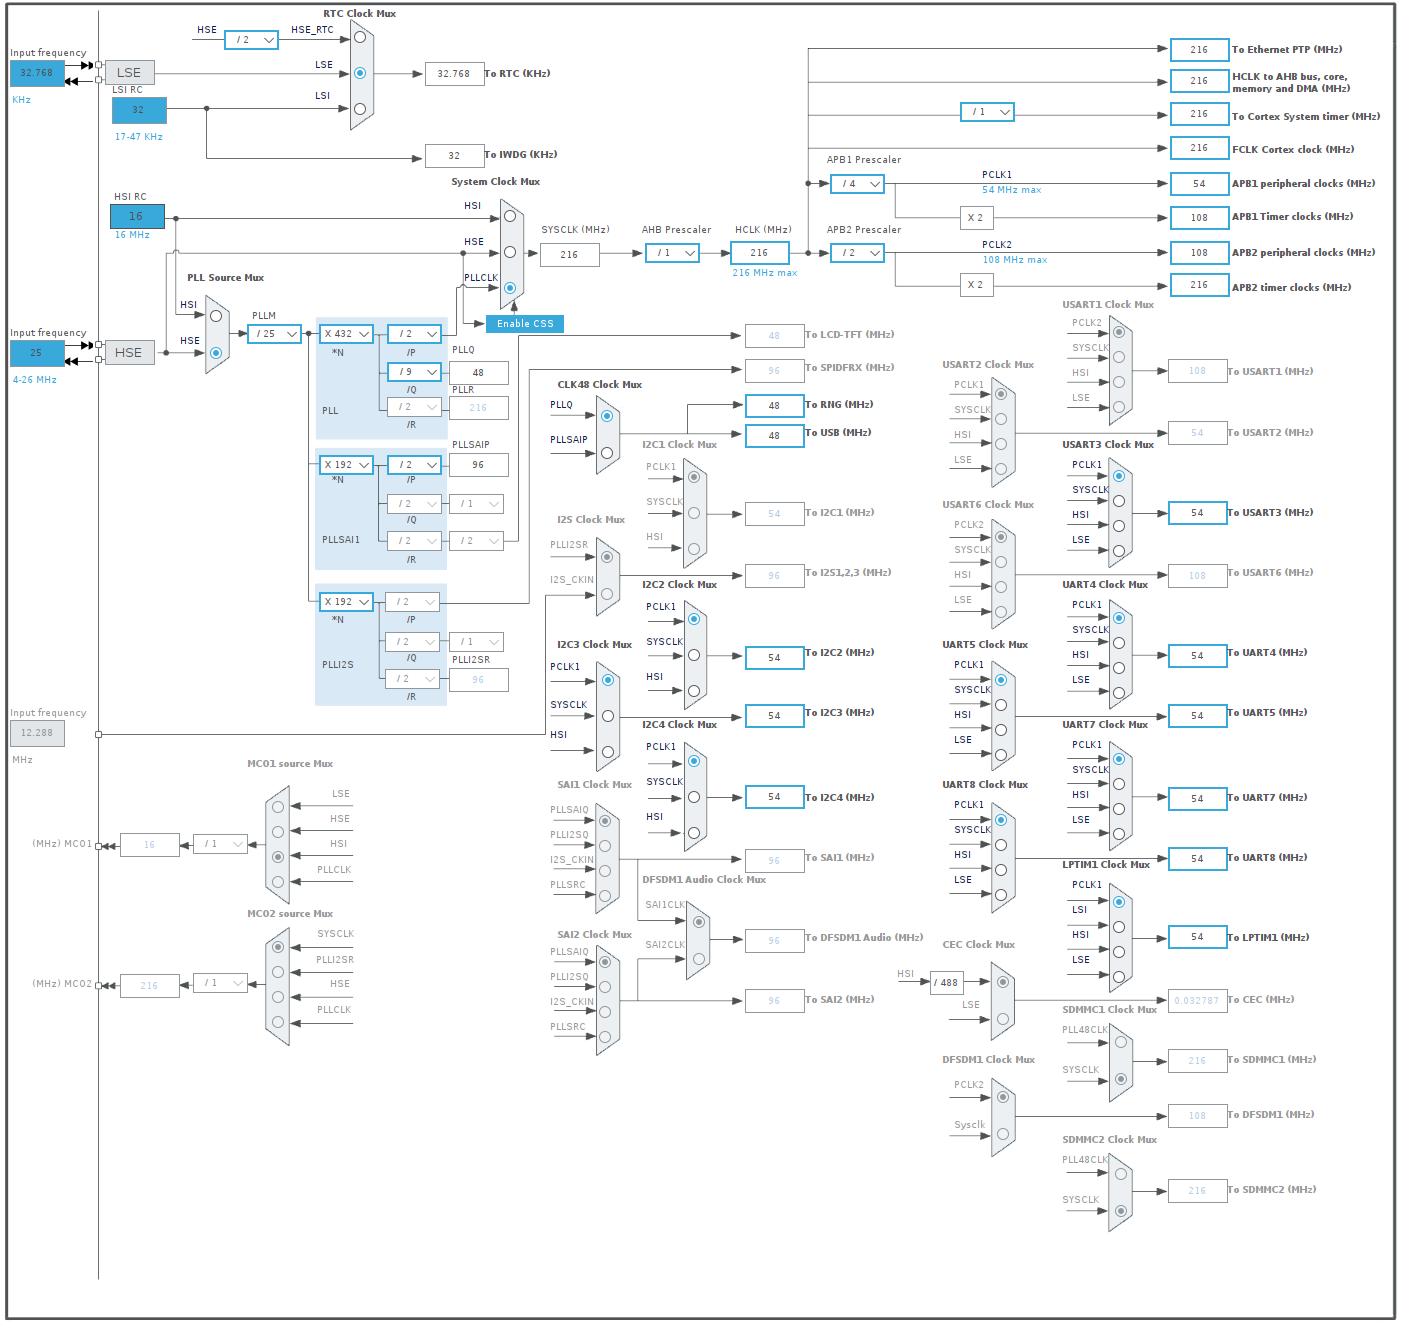 RTC Clock Mux
HSE
/ 2
HSE_RTC
Input frequency
32.768
KHz
LSE
LSE
32.768
To RTC (KHz)
LSI RC
32
17-47 KHz
LSI
32
To IWDG (KHz)
System Clock Mux
HSI RC
16
16 MHz
HSI
HSE
PLLCLK
Enable CSS
SYSCLK (MHz)
216
AHB Prescaler
/ 1
HCLK (MHz)
216
216 MHz max
216
To Ethernet PTP (MHz)
216
HCLK to AHB bus, core,
memory and DMA (MHz)
/ 1
216
To Cortex System timer (MHz)
216
FCLK Cortex clock (MHz)
APB1 Prescaler
/ 4
PCLK1
54 MHz max
54
APB1 peripheral clocks (MHz)
X 2
108
APB1 Timer clocks (MHz)
APB2 Prescaler
/ 2
PCLK2
108 MHz max
108
APB2 peripheral clocks (MHz)
X 2
216
APB2 timer clocks (MHz)
PLL Source Mux
HSI
HSE
Input frequency
25
4-26 MHz
HSE
PLLM
/ 25
X 432
*N
/ 2
/P
PLLQ
/ 9
48
/Q
PLLR
/ 2
216
/R
PLL
PLLSAIP
X 192
*N
/ 2
96
/P
/ 2
/ 1
/Q
/ 2
/ 2
/R
PLLSAI1
X 192
*N
/ 2
/P
/ 2
/ 1
/Q
PLLI2SR
/ 2
96
/R
PLLI2S
48
To LCD-TFT (MHz)
96
To SPIDFRX (MHz)
CLK48 Clock Mux
PLLQ
PLLSAIP
48
To RNG (MHz)
48
To USB (MHz)
I2C1 Clock Mux
PCLK1
SYSCLK
HSI
54
To I2C1 (MHz)
I2S Clock Mux
PLLI2SR
I2S_CKIN
96
To I2S1,2,3 (MHz)
I2C2 Clock Mux
PCLK1
SYSCLK
HSI
54
To I2C2 (MHz)
I2C3 Clock Mux
PCLK1
SYSCLK
HSI
54
To I2C3 (MHz)
I2C4 Clock Mux
PCLK1
SYSCLK
HSI
54
To I2C4 (MHz)
SAI1 Clock Mux
PLLSAIQ
PLLI2SQ
I2S_CKIN
PLLSRC
96
To SAI1 (MHz)
DFSDM1 Audio Clock Mux
SAI1CLK
SAI2CLK
96
To DFSDM1 Audio (MHz)
SAI2 Clock Mux
PLLSAIQ
PLLI2SQ
I2S_CKIN
PLLSRC
96
To SAI2 (MHz)
Input frequency
12.288
MHz
MCO1 source Mux
LSE
HSE
HSI
PLLCLK
(MHz) MCO1
16
/ 1
MCO2 source Mux
SYSCLK
PLLI2SR
HSE
PLLCLK
(MHz) MCO2
216
/ 1
USART1 Clock Mux
PCLK2
SYSCLK
HSI
LSE
108
To USART1 (MHz)
USART2 Clock Mux
PCLK1
SYSCLK
HSI
LSE
54
To USART2 (MHz)
USART3 Clock Mux
PCLK1
SYSCLK
HSI
LSE
54
To USART3 (MHz)
USART6 Clock Mux
PCLK2
SYSCLK
HSI
LSE
108
To USART6 (MHz)
UART4 Clock Mux
PCLK1
SYSCLK
HSI
LSE
54
To UART4 (MHz)
UART5 Clock Mux
PCLK1
SYSCLK
HSI
LSE
54
To UART5 (MHz)
UART7 Clock Mux
PCLK1
SYSCLK
HSI
LSE
54
To UART7 (MHz)
UART8 Clock Mux
PCLK1
SYSCLK
HSI
LSE
54
To UART8 (MHz)
LPTIM1 Clock Mux
PCLK1
LSI
HSI
LSE
54
To LPTIM1 (MHz)
CEC Clock Mux
HSI
/ 488
LSE
0.032787
To CEC (MHz)
SDMMC1 Clock Mux
PLL48CLK
SYSCLK
216
To SDMMC1 (MHz)
DFSDM1 Clock Mux
PCLK2
Sysclk
108
To DFSDM1 (MHz)
SDMMC2 Clock Mux
PLL48CLK
SYSCLK
216
To SDMMC2 (MHz)